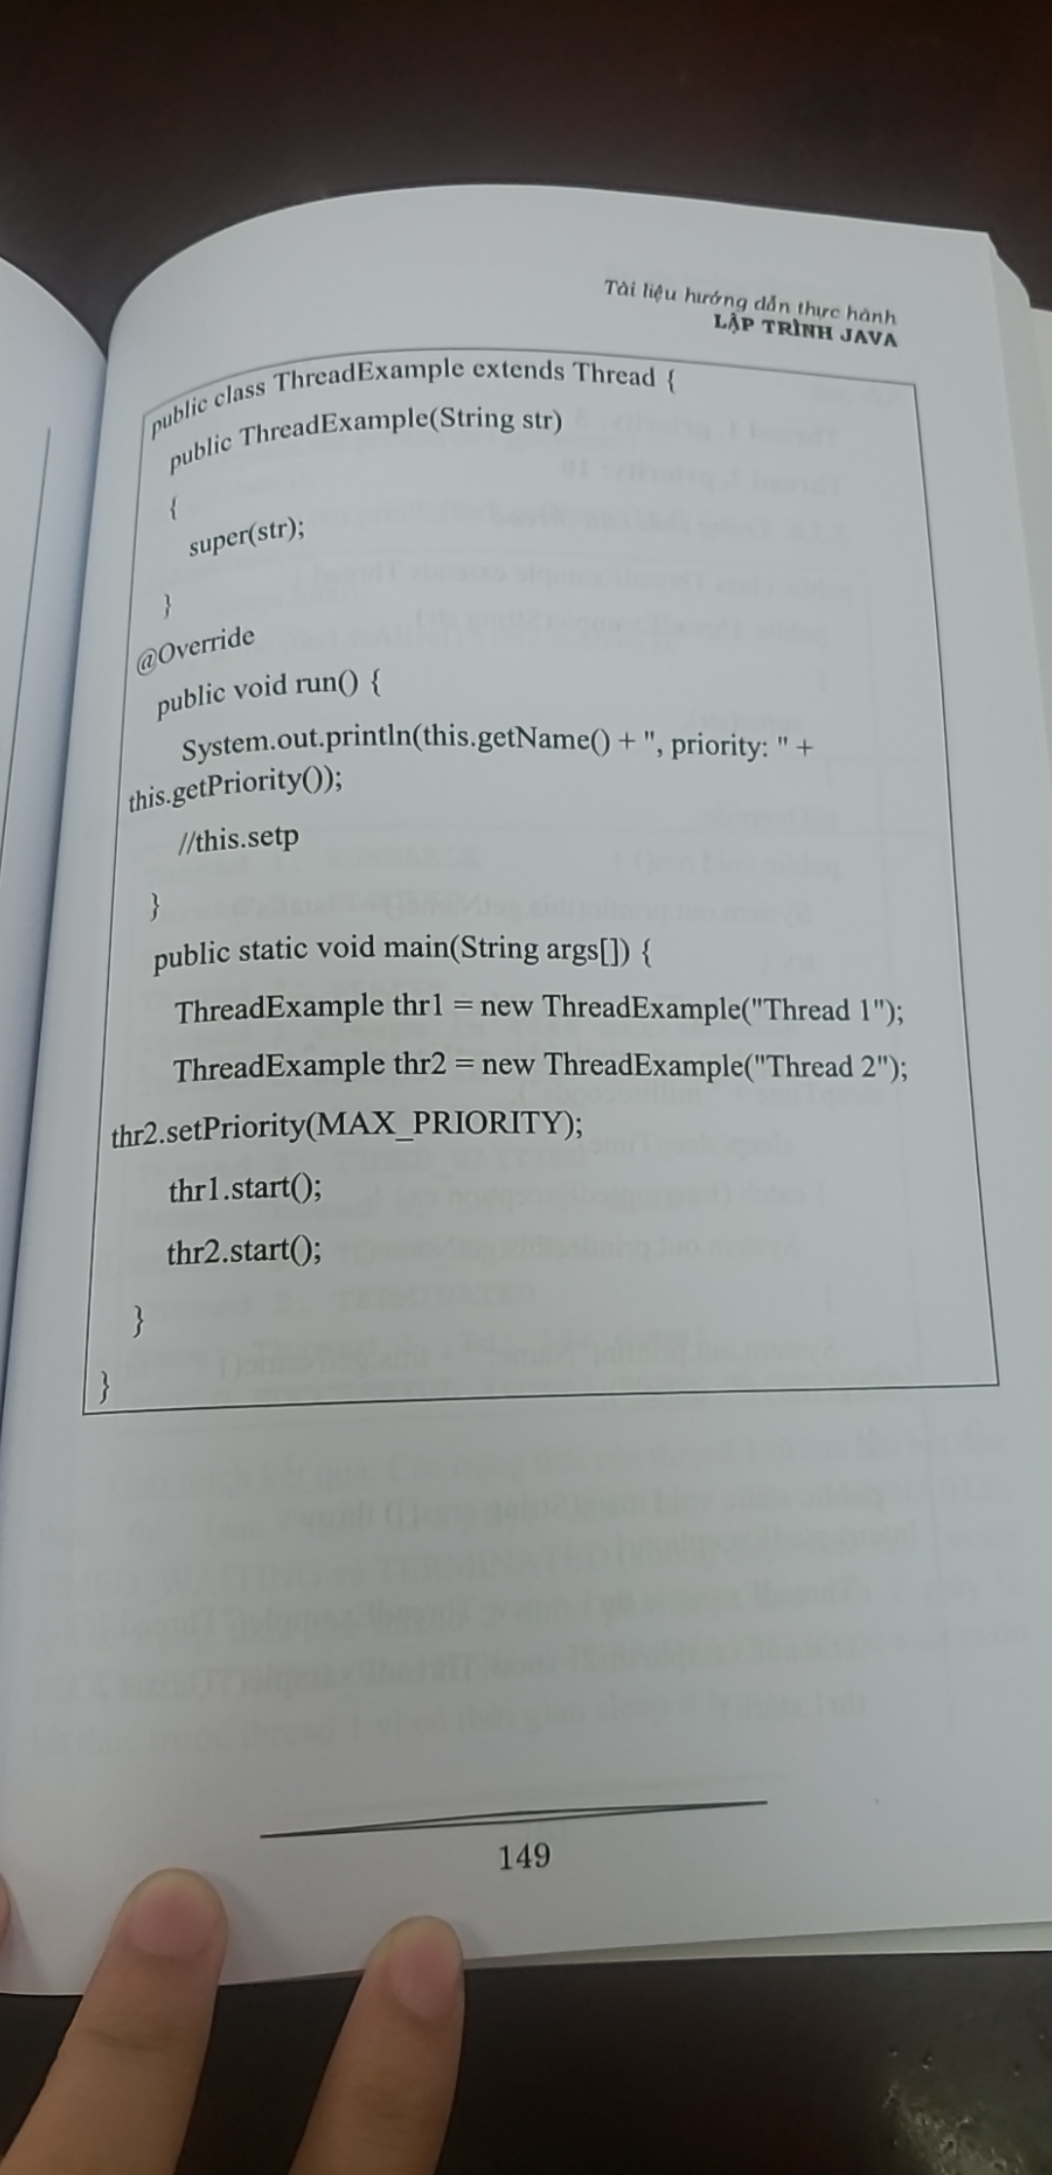 Tài liệu hướng dẫn thực hành
LẬP TRÌNH JAVA
public class ThreadExample extends Thread {
public ThreadExample(String str)
{
super(str);
}
@Override
public void run() {
System.out.println(this.getName() + ", priority: " +
this.getPriority());
//this.setp
}
public static void main(String args[]) {
ThreadExample thr1 = new ThreadExample("Thread 1");
ThreadExample thr2 = new ThreadExample("Thread 2");
thr2.setPriority(MAX_PRIORITY);
thr1.start();
thr2.start();
}
}
149